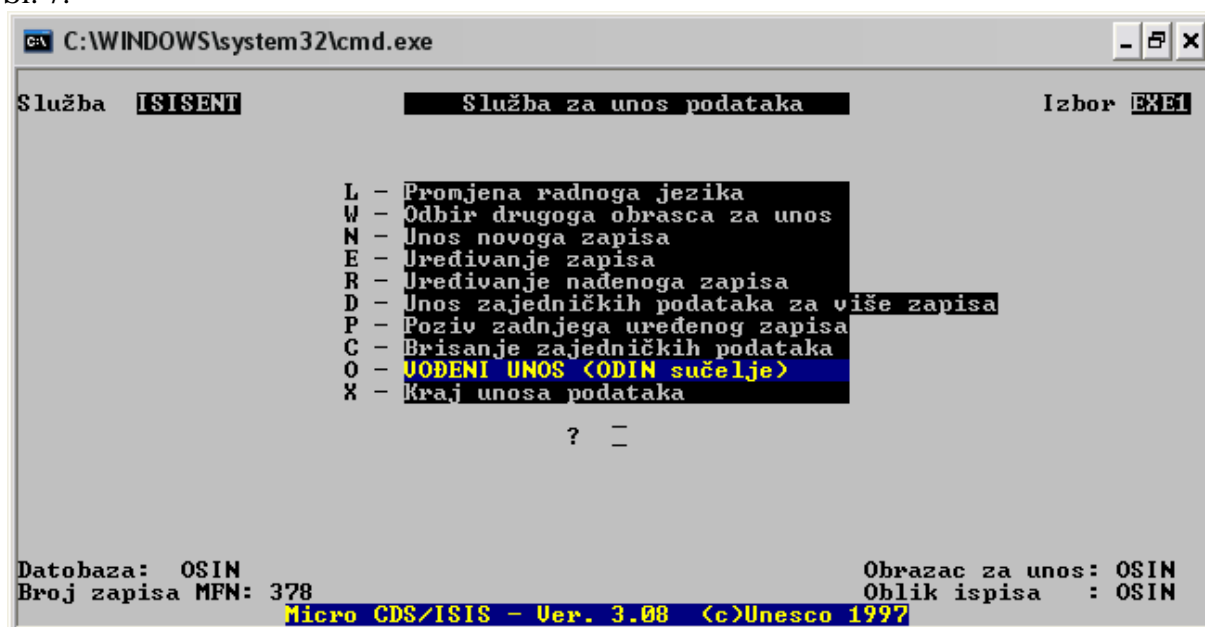 Sl. 7.
C:\WINDOWS\system32\cmd.exe
Služba ISISENT Služba za unos podataka Izbor EXE1
L – Promjena radnoga jezika
W – Odbir drugoga obrasca za unos
N – Unos novoga zapisa
E – Uređivanje zapisa
R – Uređivanje nađenoga zapisa
D – Unos zajedničkih podataka za više zapisa
P – Poziv zadnjega uređenog zapisa
C – Brisanje zajedničkih podataka
O – VOĐENI UNOS (ODIN sučelje)
X – Kraj unosa podataka
? _
Datobaza: OSIN Obrazac za unos: OSIN
Broj zapisa MFN: 378 Oblik ispisa : OSIN
Micro CDS/ISIS – Ver. 3.08 (c)Unesco 1997